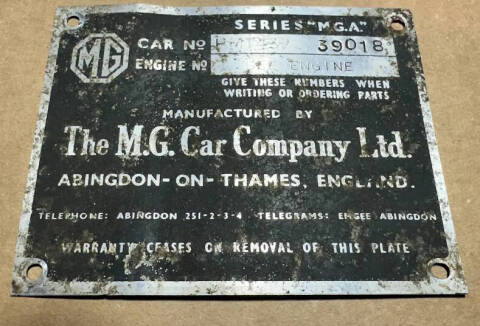 SERIES "M.G.A."
MG
CAR No 39018
ENGINE No ENGINE
GIVE THESE NUMBERS WHEN
WRITING OR ORDERING PARTS
MANUFACTURED BY
The M.G. Car Company Ltd.
ABINGDON-ON-THAMES, ENGLAND.
TELEPHONE: ABINGDON 251-2-3-4 TELEGRAMS: EMGEE ABINGDON
WARRANTY CEASES ON REMOVAL OF THIS PLATE